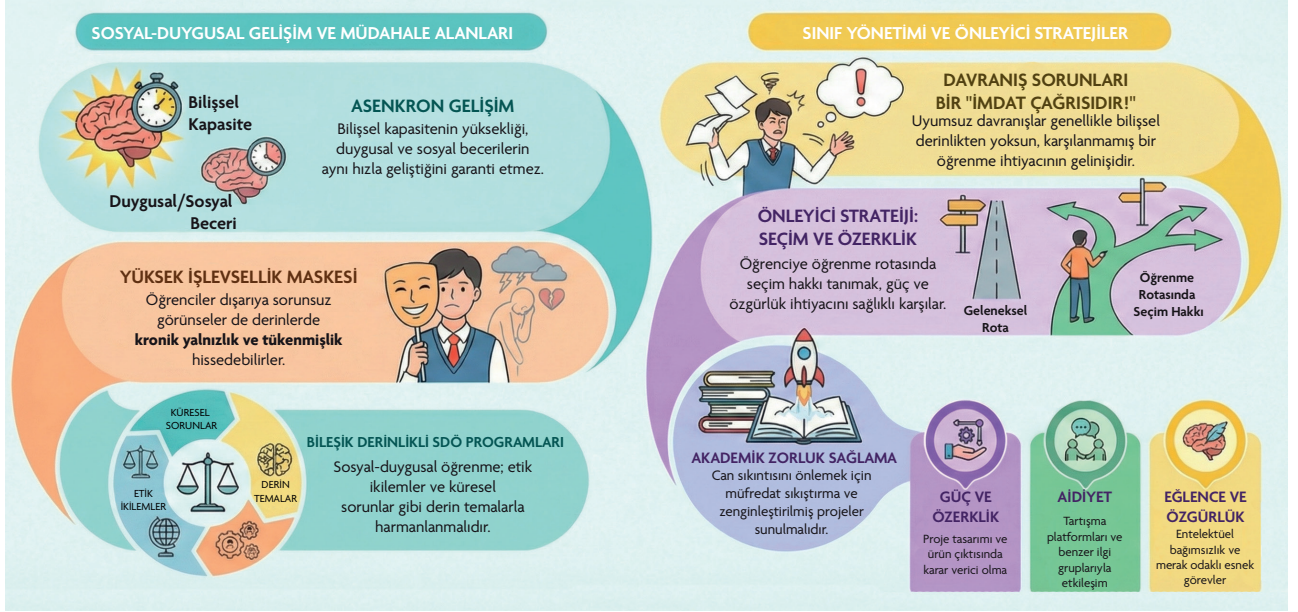 SOSYAL-DUYGUSAL GELİŞİM VE MÜDAHALE ALANLARI
Bilişsel
Kapasite
Duygusal/Sosyal
Beceri
ASENKRON GELİŞİM
Bilişsel kapasitenin yüksekliği,
duygusal ve sosyal becerilerin
aynı hızla geliştiğini garanti etmez.
YÜKSEK İŞLEVSELLİK MASKESİ
Öğrenciler dışarıya sorunsuz
görünseler de derinlerde
kronik yalnızlık ve tükenmişlik
hissedebilirler.
KÜRESEL
SORUNLAR
DERİN
TEMALAR
ETİK
İKİLEMLER
BİLEŞİK DERİNLİKLİ SDÖ PROGRAMLARI
Sosyal-duygusal öğrenme; etik
ikilemler ve küresel
sorunlar gibi derin temalarla
harmanlanmalıdır.
SINIF YÖNETİMİ VE ÖNLEYİCİ STRATEJİLER
DAVRANIŞ SORUNLARI
BİR "İMDAT ÇAĞRISIDIR!"
Uyumsuz davranışlar genellikle bilişsel
derinlikten yoksun, karşılanmamış bir
öğrenme ihtiyacının gelinişidir.
ÖNLEYİCİ STRATEİJİ:
SEÇİM VE ÖZERKLİK
Öğrenciye öğrenme rotasında
seçim hakkı tanımak, güç ve
özgürlük ihtiyacını sağlıklı karşılar.
Geleneksel
Rota
Öğrenme
Rotasında
Seçim Hakkı
AKADEMİK ZORLUK SAĞLAMA
Can sıkıntısını önlemek için
müfredat sıkıştırma ve
zenginleştirilmiş projeler
sunulmalıdır.
GÜÇ VE
ÖZERKLİK
Proje tasarımı ve
ürün çıktısında
karar verici olma
AİDİYET
Tartışma
platformları ve
benzer ilgi
gruplarıyla
etkileşim
EĞLENCE VE
ÖZGÜRLÜK
Entelektüel
bağımsızlık ve
merak odaklı esnek
görevler